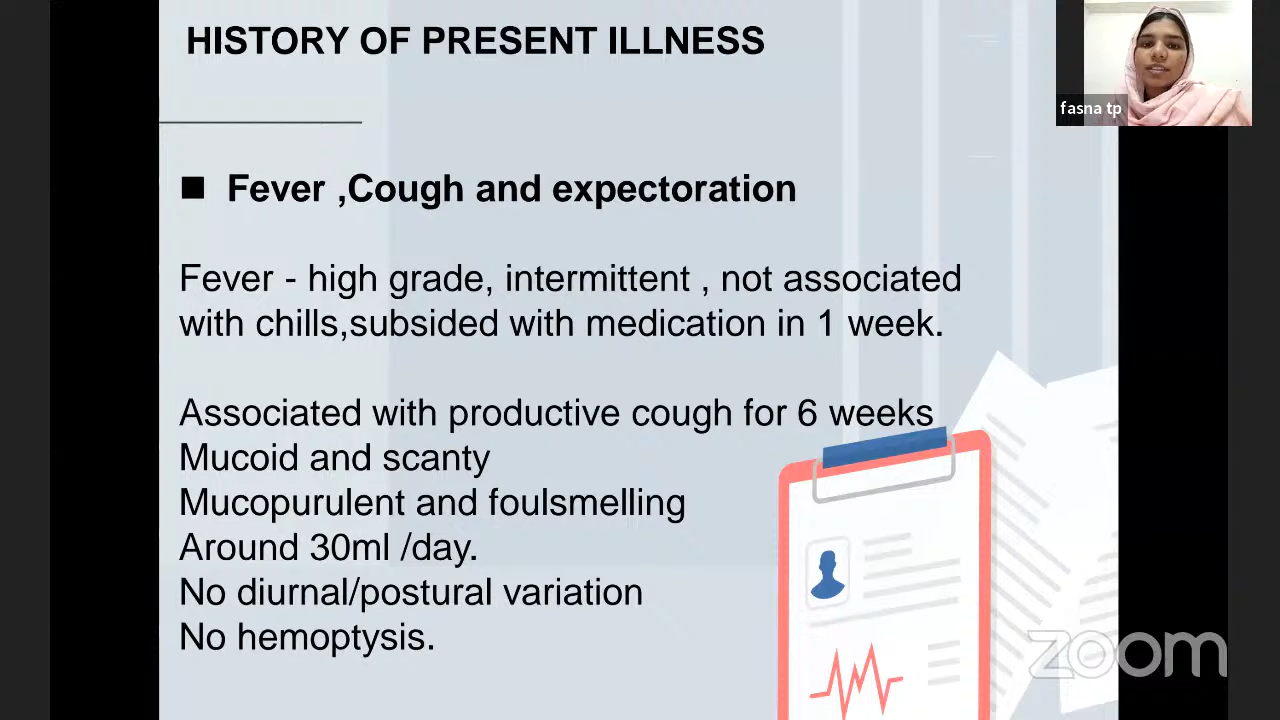 HISTORY OF PRESENT ILLNESS
fasna tp
■ Fever ,Cough and expectoration
Fever - high grade, intermittent , not associated
with chills,subsided with medication in 1 week.
Associated with productive cough for 6 weeks
Mucoid and scanty
Mucopurulent and foulsmelling
Around 30ml /day.
No diurnal/postural variation
No hemoptysis.
zoom